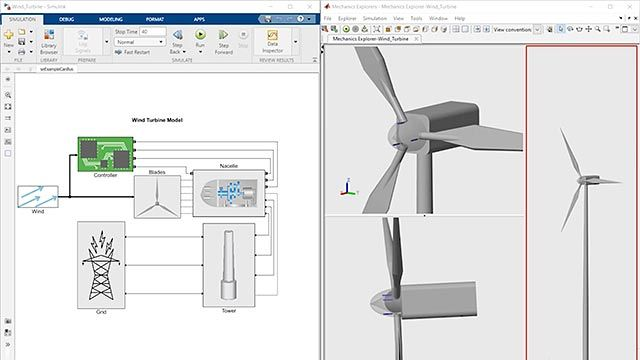 Wind_Turbine - Simulink
SIMULATION DEBUG MODELING FORMAT APPS
New
Open
Save
Print
Library Browser
Log Signals
Stop Time 40
Normal
Fast Restart
Step Back
Run
Step Forward
Stop
Data Inspector
FILE LIBRARY PREPARE SIMULATE REVIEW RESULTS
Wind Turbine Model
Controller
Blades
Nacelle
Wind
Grid
Tower
Mechanics Explorers - Mechanics Explorer-Wind_Turbine
File Explorer Simulation View Tools Window Help
View convention:
Mechanics Explorer-Wind_Turbine